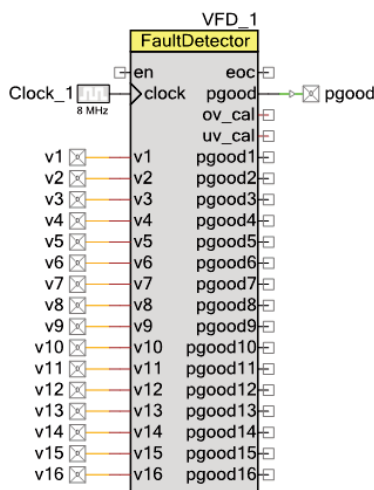 VFD_1
FaultDetector
en eoc
Clock_1 clock pgood pgood
8 MHz
ov_cal
uv_cal
v1 v1 pgood1
v2 v2 pgood2
v3 v3 pgood3
v4 v4 pgood4
v5 v5 pgood5
v6 v6 pgood6
v7 v7 pgood7
v8 v8 pgood8
v9 v9 pgood9
v10 v10 pgood10
v11 v11 pgood11
v12 v12 pgood12
v13 v13 pgood13
v14 v14 pgood14
v15 v15 pgood15
v16 v16 pgood16